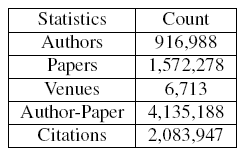 Statistics Count
Authors 916,988
Papers 1,572,278
Venues 6,713
Author-Paper 4,135,188
Citations 2,083,947